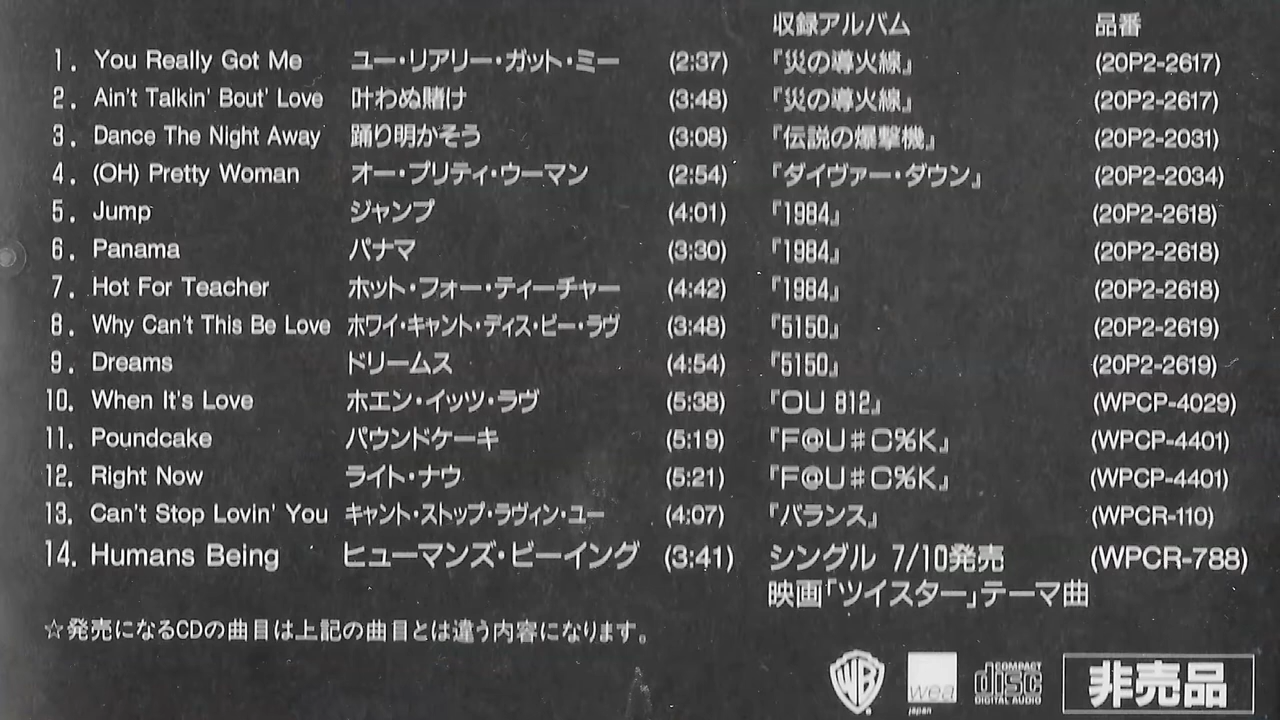 収録アルバム 品番
1. You Really Got Me ユー・リアリー・ガット・ミー (2:37) 『炎の導火線』 (20P2-2617)
2. Ain't Talkin' Bout' Love 叶わぬ賭け (3:48) 『炎の導火線』 (20P2-2617)
3. Dance The Night Away 踊り明かそう (3:08) 『伝説の爆撃機』 (20P2-2031)
4. (OH) Pretty Woman オー・プリティ・ウーマン (2:54) 『ダイヴァー・ダウン』 (20P2-2034)
5. Jump ジャンプ (4:01) 『1984』 (20P2-2618)
6. Panama パナマ (3:30) 『1984』 (20P2-2618)
7. Hot For Teacher ホット・フォー・ティーチャー (4:42) 『1984』 (20P2-2618)
8. Why Can't This Be Love ホワイ・キャント・ディス・ビー・ラヴ (3:48) 『5150』 (20P2-2619)
9. Dreams ドリームス (4:54) 『5150』 (20P2-2619)
10. When It's Love ホエン・イッツ・ラヴ (5:38) 『OU 812』 (WPCP-4029)
11. Poundcake パウンドケーキ (5:19) 『F@U♯C%K』 (WPCP-4401)
12. Right Now ライト・ナウ (5:21) 『F@U♯C%K』 (WPCP-4401)
13. Can't Stop Lovin' You キャント・ストップ・ラヴィン・ユー (4:07) 『バランス』 (WPCR-110)
14. Humans Being ヒューマンズ・ビーイング (3:41) シングル 7/10発売 (WPCR-788)
映画「ツイスター」テーマ曲
☆発売になるCDの曲目は上記の曲目とは違う内容になります。
WB wea japan COMPACT disc DIGITAL AUDIO 非売品